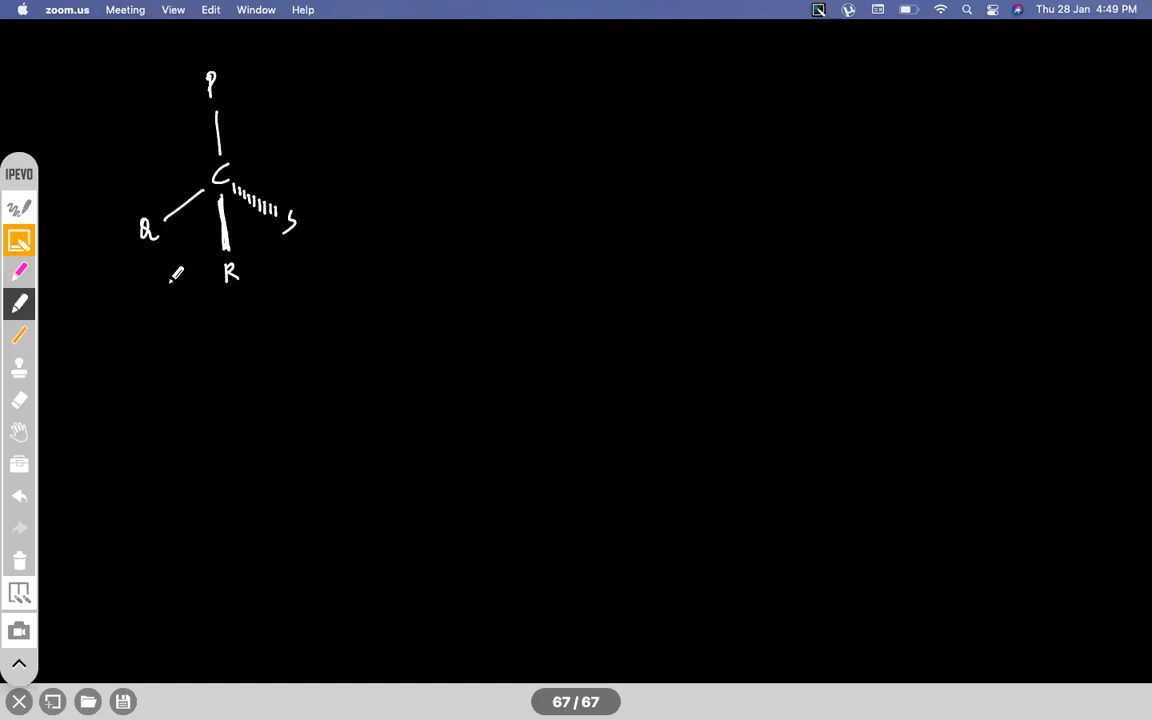 zoom.us Meeting View Edit Window Help Thu 28 Jan 4:49 PM
P
IPEVO
C
Q S
R
67/67